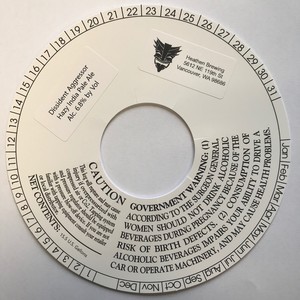 Dissident Aggressor
Hazy India Pale Ale
Alc. 6.8% by Vol
Heathen Brewing
5612 NE 119th St
Vancouver, WA 98686
CAUTION
GOVERNMENT WARNING: (1)
ACCORDING TO THE SURGEON GENERAL
WOMEN SHOULD NOT DRINK ALCOHOLIC
BEVERAGES DURING PREGNANCY BECAUSE OF THE
RISK OF BIRTH DEFECTS. (2) CONSUMPTION OF
ALCOHOLIC BEVERAGES IMPAIRS YOUR ABILITY TO DRIVE A
CAR OR OPERATE MACHINERY, AND MAY CAUSE HEALTH PROBLEMS.
NET CONTENTS:
15.5 U.S. Gallons
1 2 3 4 5 6 7 8 9 10 11 12 13 14 15 16 17 18 19 20 21 22 23 24 25 26 27 28 29 30 31
Jan Feb Mar Apr May Jun Jul Aug Sep Oct Nov Dec